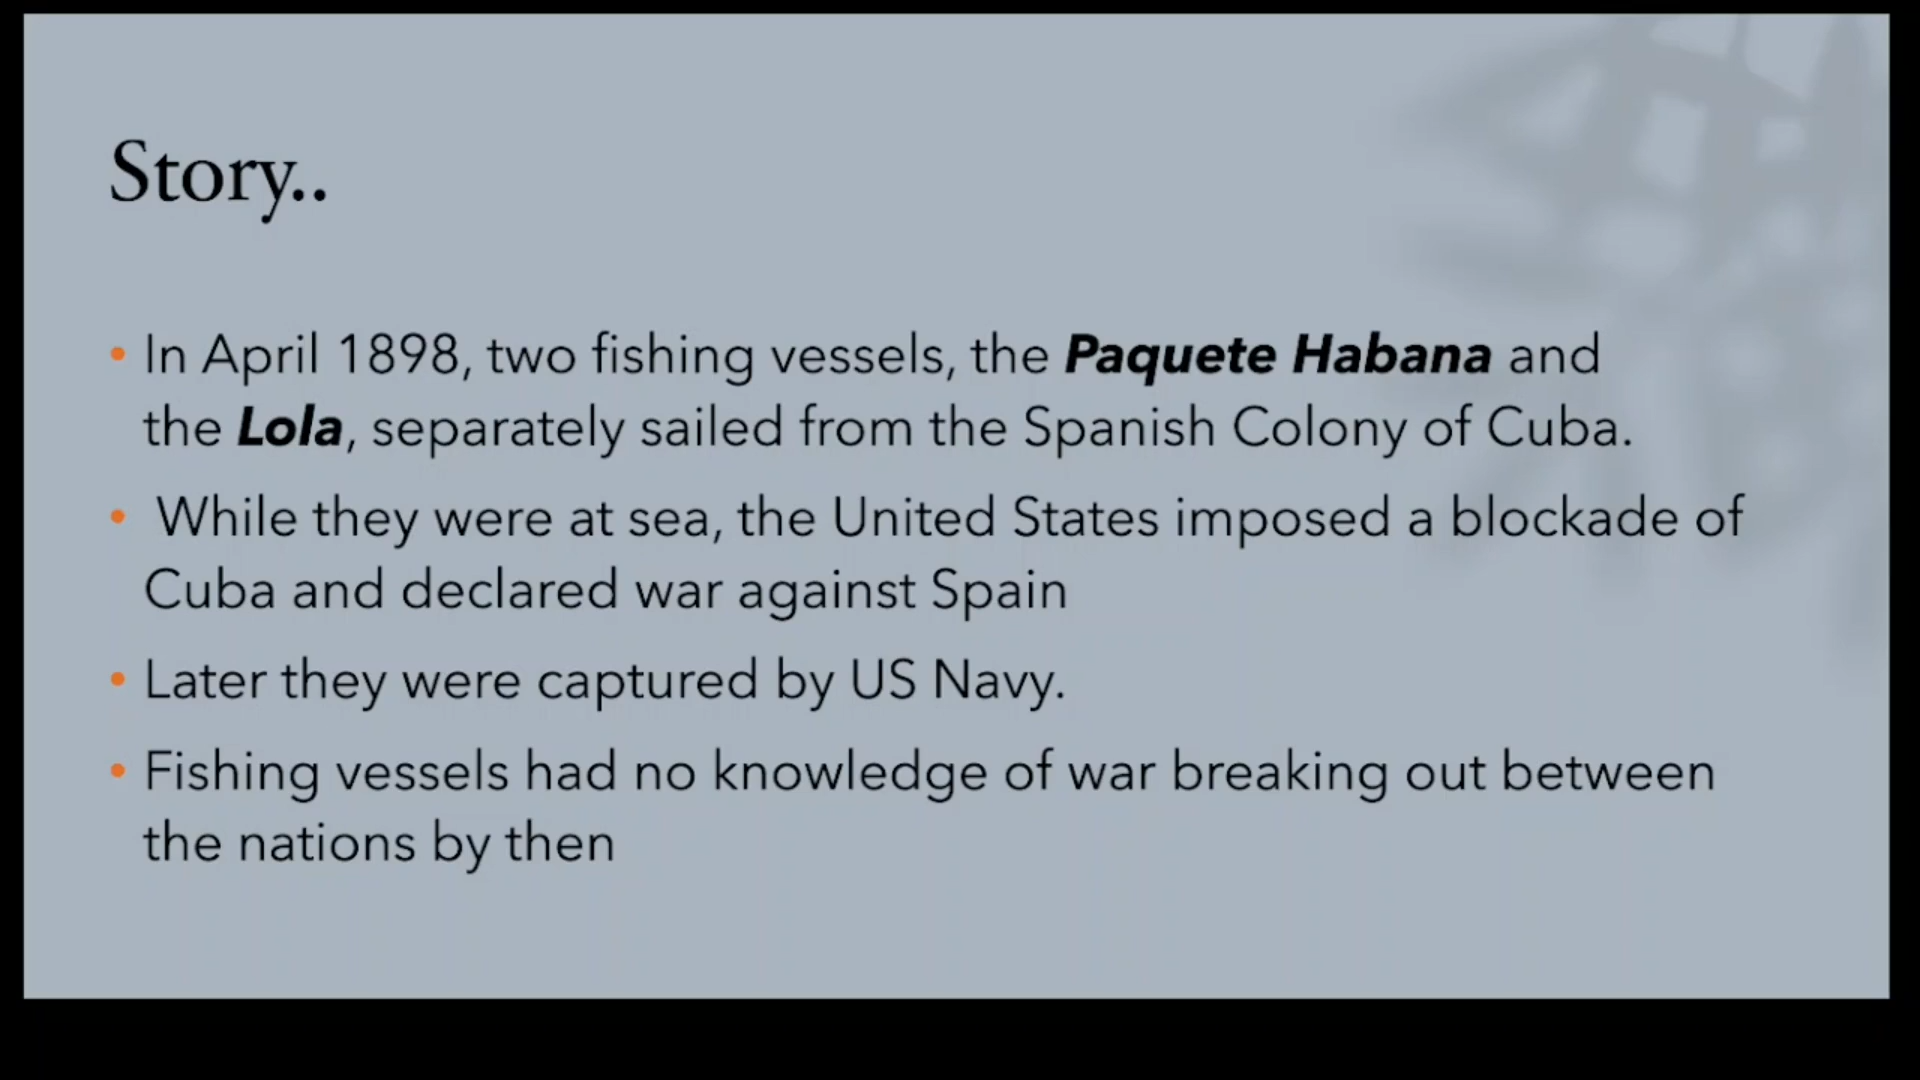 Story..
• In April 1898, two fishing vessels, the Paquete Habana and
the Lola, separately sailed from the Spanish Colony of Cuba.
• While they were at sea, the United States imposed a blockade of
Cuba and declared war against Spain
• Later they were captured by US Navy.
• Fishing vessels had no knowledge of war breaking out between
the nations by then